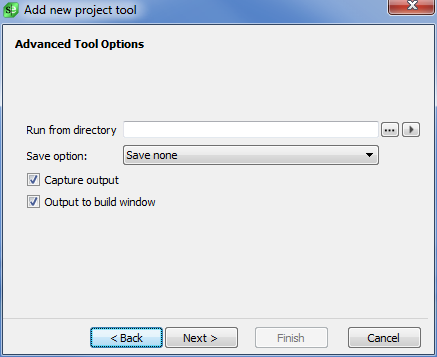 Add new project tool
Advanced Tool Options
Run from directory
Save option: Save none
Capture output
Output to build window
< Back Next > Finish Cancel